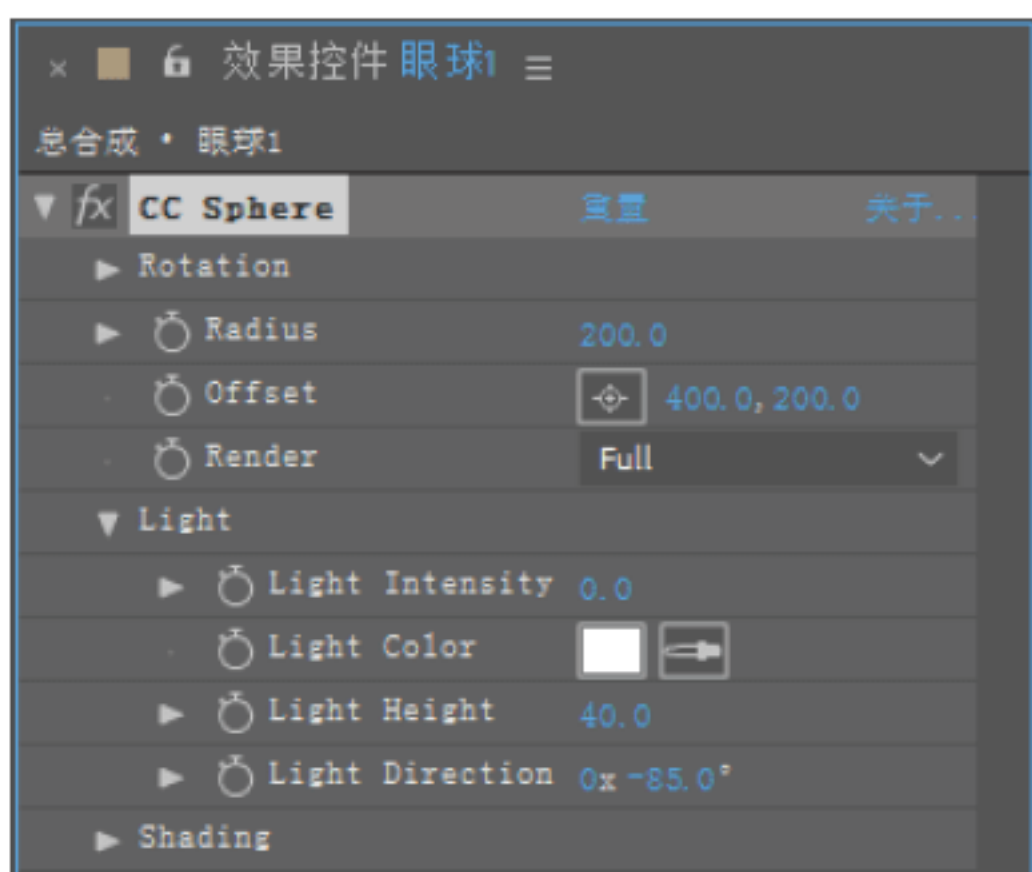 × 效果控件 眼球1 ≡
总合成 • 眼球1
fx CC Sphere 重置 关于...
Rotation
Radius 200.0
Offset 400.0,200.0
Render Full
Light
Light Intensity 0.0
Light Color
Light Height 40.0
Light Direction 0x-85.0°
Shading